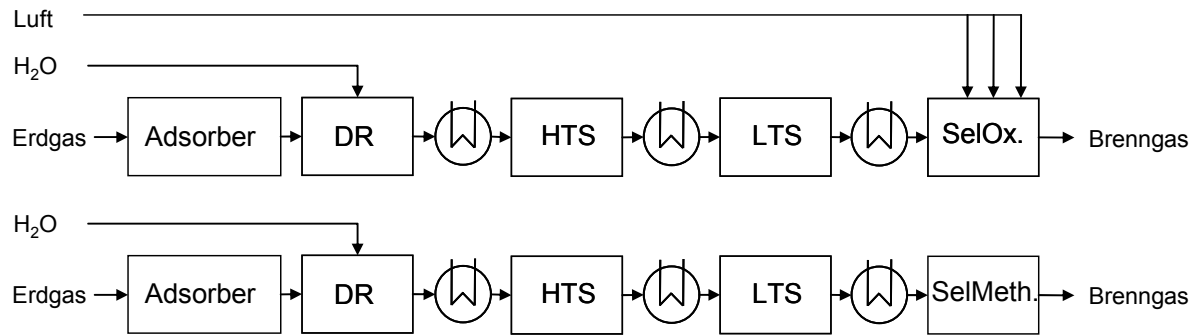 Luft
H₂O
Erdgas Adsorber DR HTS LTS SelOx. Brenngas
H₂O
Erdgas Adsorber DR HTS LTS SelMeth. Brenngas